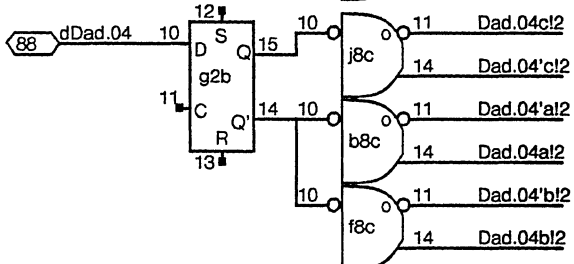 12
10 11 Dad.04c!2
88 dDad.04 10 D S Q 15 o
j8c
g2b 14 Dad.04'c!2
11 C 14 10 11 Dad.04'a!2
Q' o
R b8c
13 14 Dad.04a!2
10 11 Dad.04'b!2
o
f8c
14 Dad.04b!2